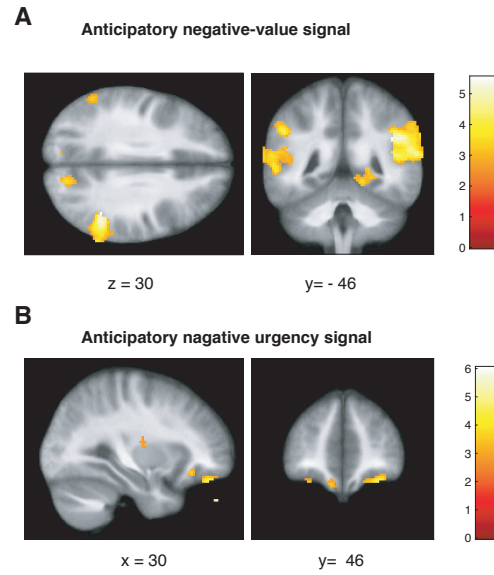 A
Anticipatory negative-value signal
5
4
3
2
1
0
z = 30
y= - 46
B
Anticipatory nagative urgency signal
6
5
4
3
2
1
0
x = 30
y= 46